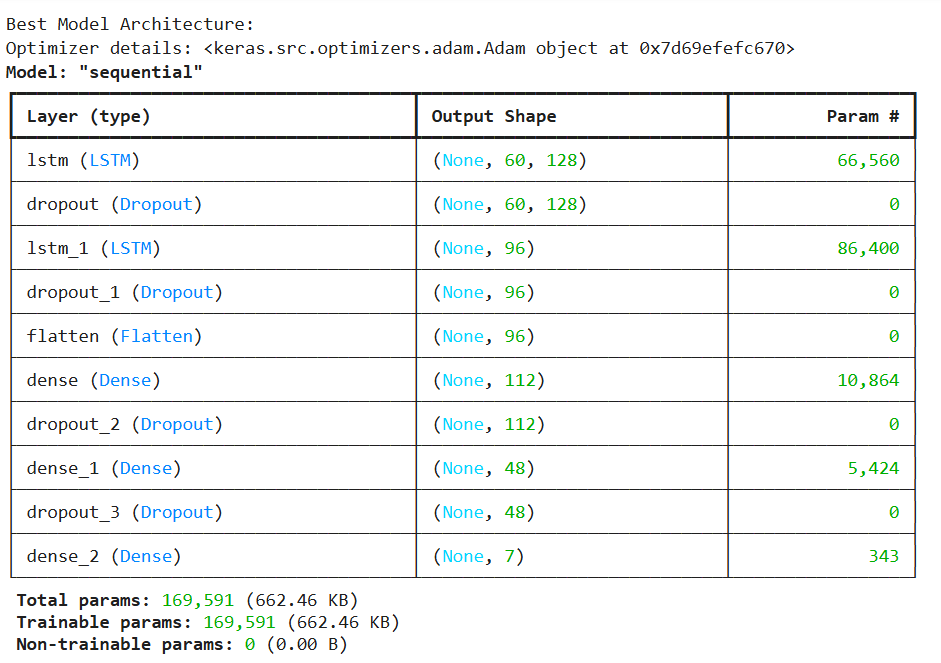 Best Model Architecture:
Optimizer details: <keras.src.optimizers.adam.Adam object at 0x7d69efefc670>
Model: "sequential"
Layer (type) Output Shape Param #
lstm (LSTM) (None, 60, 128) 66,560
dropout (Dropout) (None, 60, 128) 0
lstm_1 (LSTM) (None, 96) 86,400
dropout_1 (Dropout) (None, 96) 0
flatten (Flatten) (None, 96) 0
dense (Dense) (None, 112) 10,864
dropout_2 (Dropout) (None, 112) 0
dense_1 (Dense) (None, 48) 5,424
dropout_3 (Dropout) (None, 48) 0
dense_2 (Dense) (None, 7) 343
Total params: 169,591 (662.46 KB)
Trainable params: 169,591 (662.46 KB)
Non-trainable params: 0 (0.00 B)